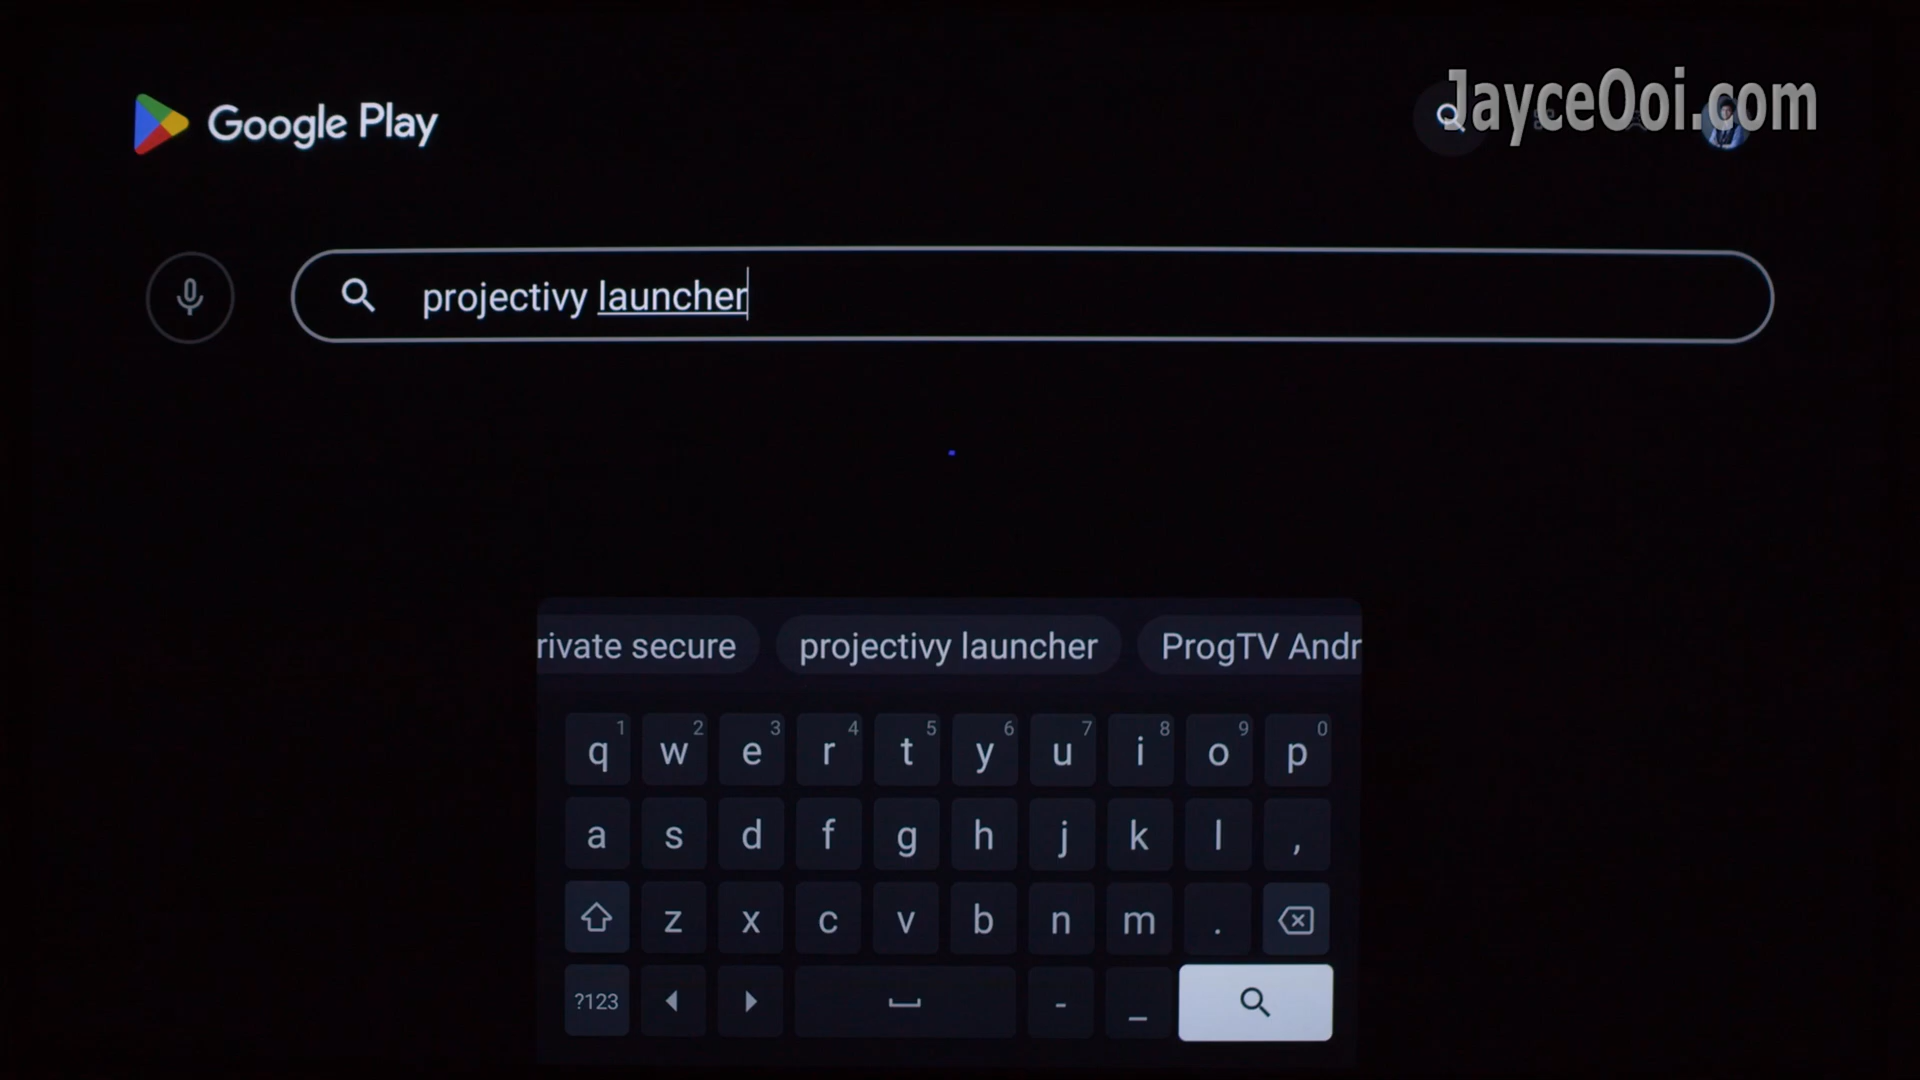 Google Play
JayceOoi.com
projectivy launcher
rivate secure projectivy launcher ProgTV Andr
1 2 3 4 5 6 7 8 9 0
q w e r t y u i o p
a s d f g h j k l ,
z x c v b n m .
?123 - _